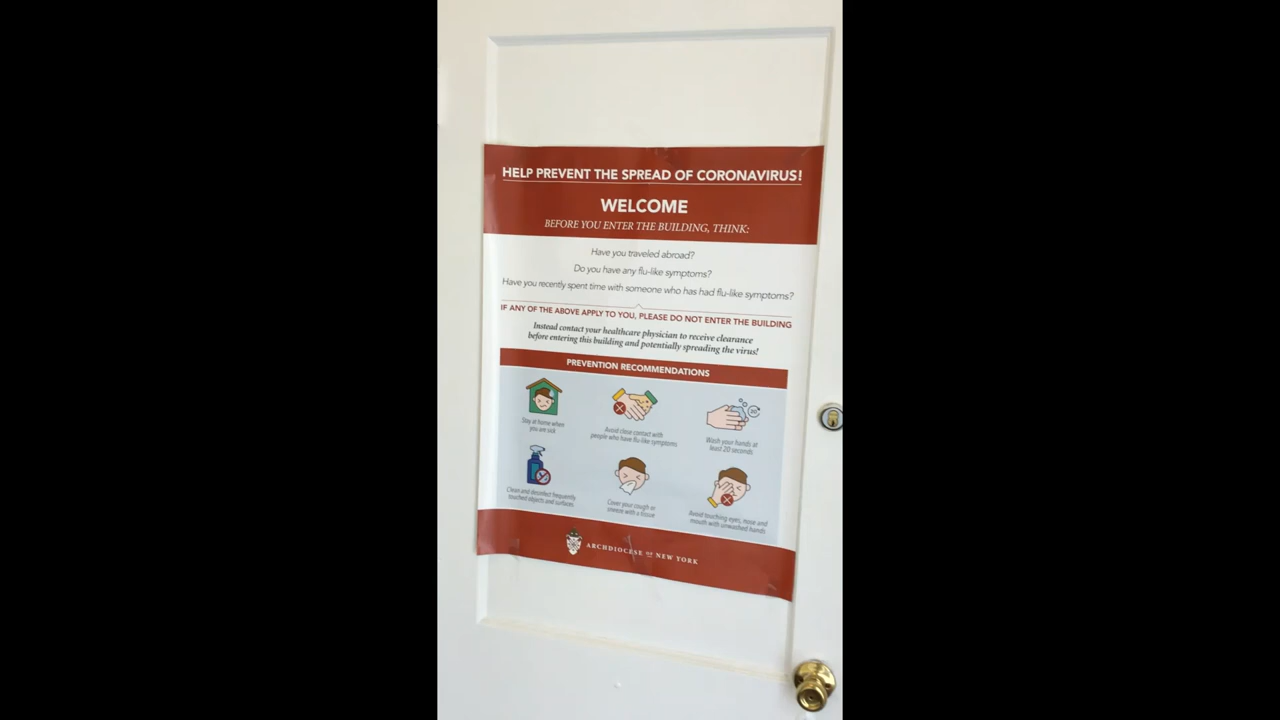 HELP PREVENT THE SPREAD OF CORONAVIRUS!
WELCOME
BEFORE YOU ENTER THE BUILDING, THINK:
Have you traveled abroad?
Do you have any flu-like symptoms?
Have you recently spent time with someone who has had flu-like symptoms?
IF ANY OF THE ABOVE APPLY TO YOU, PLEASE DO NOT ENTER THE BUILDING
Instead contact your healthcare physician to receive clearance
before entering this building and potentially spreading the virus!
PREVENTION RECOMMENDATIONS
Stay at home when
you are sick
Avoid close contact with
people who have flu-like symptoms
Wash your hands at
least 20 seconds
Clean and desinfect frequently
touched objects and surfaces
Cover your cough or
sneeze with a tissue
Avoid touching eyes, nose and
mouth with unwashed hands
ARCHDIOCESE OF NEW YORK